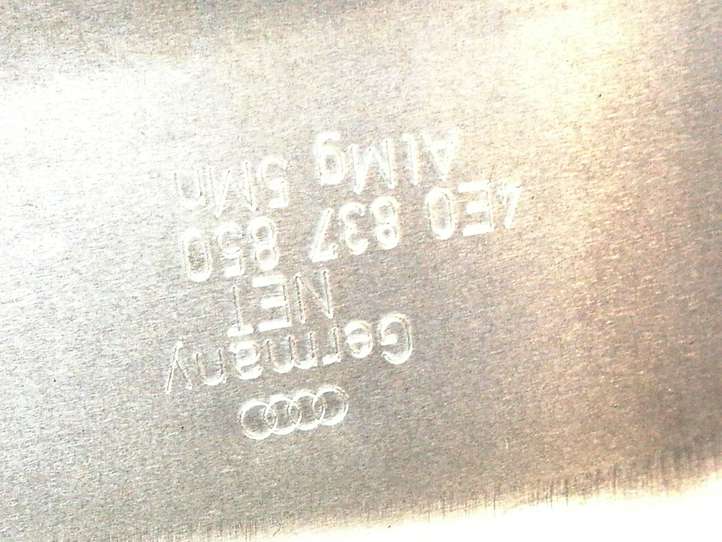 Germany
NET
4E0 837 850
AlMg 5Mn